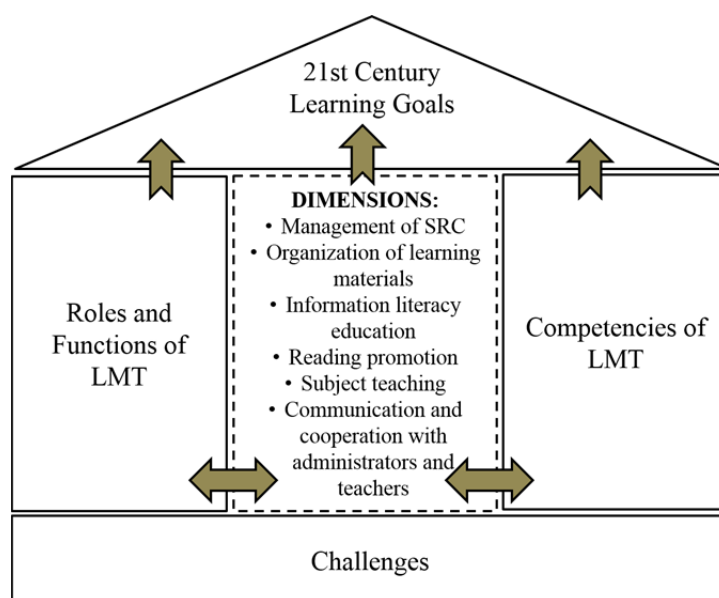 21st Century
Learning Goals
Roles and
Functions of
LMT
DIMENSIONS:
• Management of SRC
• Organization of learning
materials
• Information literacy
education
• Reading promotion
• Subject teaching
• Communication and
cooperation with
administrators and
teachers
Competencies of
LMT
Challenges